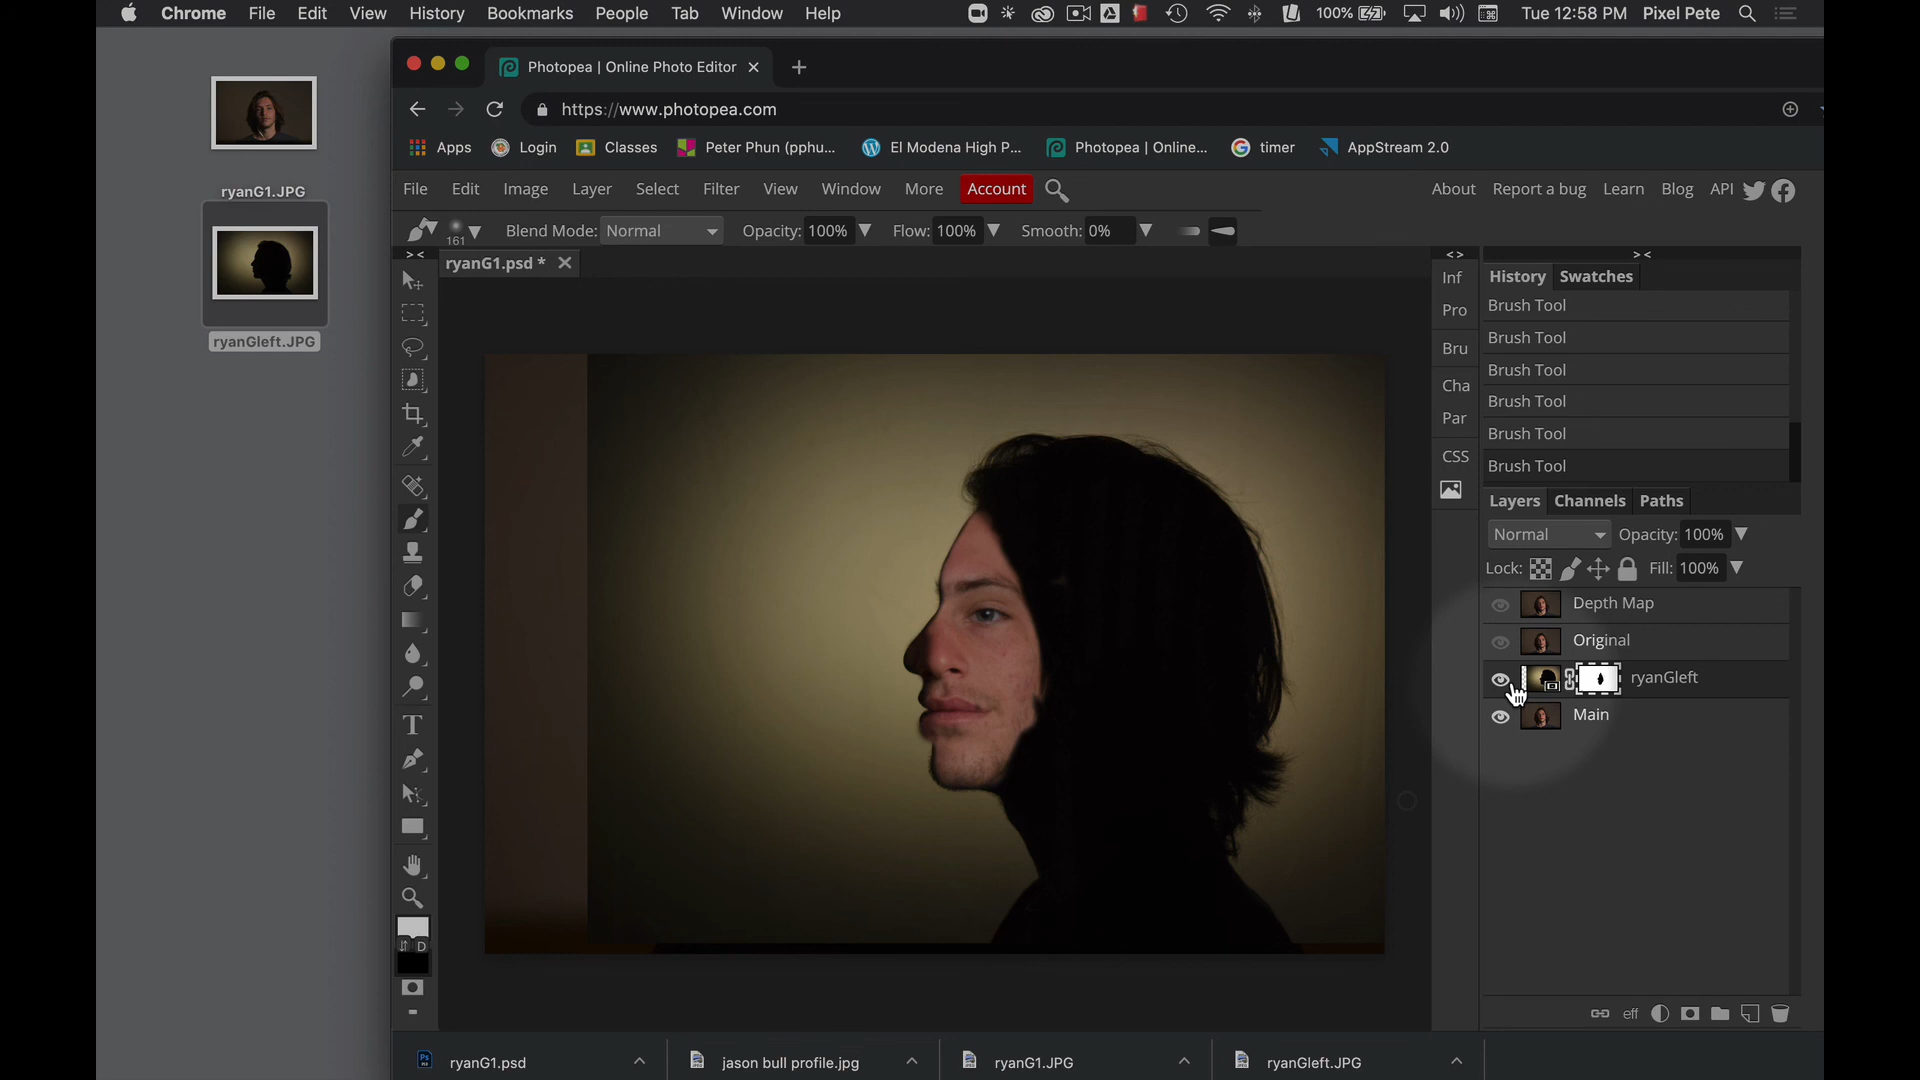 Chrome File Edit View History Bookmarks People Tab Window Help 100% Tue 12:58 PM Pixel Pete
Photopea | Online Photo Editor
https://www.photopea.com
Apps Login Classes Peter Phun (pphu... El Modena High P... Photopea | Online... timer AppStream 2.0
File Edit Image Layer Select Filter View Window More Account About Report a bug Learn Blog API
161 Blend Mode: Normal Opacity: 100% Flow: 100% Smooth: 0%
ryanG1.psd *
ryanG1.JPG
ryanGleft.JPG
Inf
Pro
Bru
Cha
Par
CSS
History Swatches
Brush Tool
Brush Tool
Brush Tool
Brush Tool
Brush Tool
Brush Tool
Layers Channels Paths
Normal Opacity: 100%
Lock: Fill: 100%
Depth Map
Original
ryanGleft
Main
D
eff
Ps
ryanG1.psd jason bull profile.jpg ryanG1.JPG ryanGleft.JPG